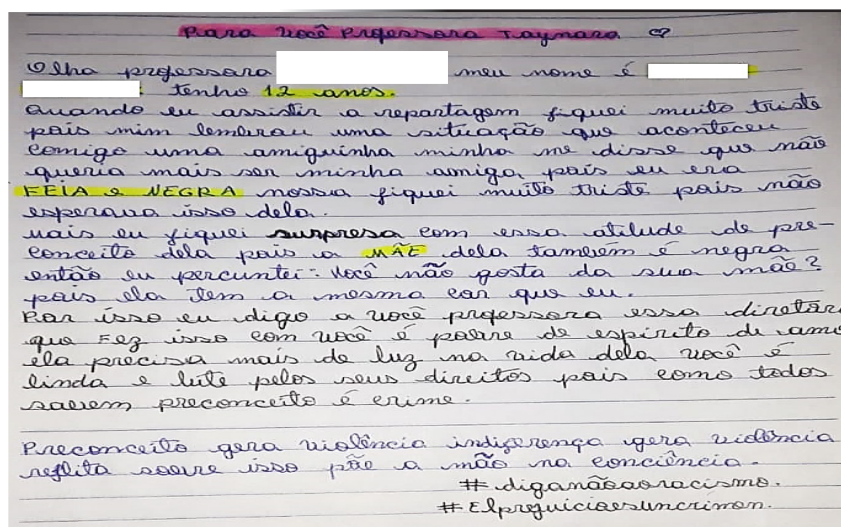 Para você Professora Taynara ♡
Olha professora meu nome é
tenho 12 anos.
Quando eu assistir a repartagem fiquei muito triste
pois mim lembrou uma situação que aconteceu
comigo uma amiguinha minha me disse que não
queria mais ser minha amiga pois eu era
FEIA e NEGRA nossa fiquei muito triste pois não
esperava isso dela.
Mais eu fiquei surpresa com essa atitude de pre-
conceito dela pois a MÃE dela também é negra
então eu percuntei: Você não gosta da sua mãe?
pois ela tem a mesma cor que eu.
Por isso eu digo a você professora essa diretôra
que Fez isso com você é pobre de espirito de amo
ela precisa mais de luz na vida dela você é
linda e lute pelos seus direitos pois como todos
sabem preconceito é crime.
Preconceito gera violência indiferença gera violência
reflita sobre isso põe a mão na conciência.
# diganãoaoracismo.
# Elprejuicioesuncrimen.